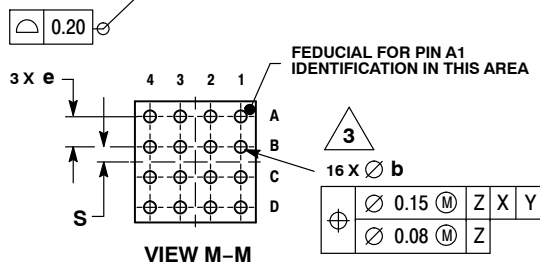 ⌓ 0.20
FEDUCIAL FOR PIN A1
IDENTIFICATION IN THIS AREA
3 X e
4 3 2 1
A
B
C
D
S
3
16 X ∅ b
⌖ ∅ 0.15 Ⓜ Z X Y
∅ 0.08 Ⓜ Z
VIEW M–M